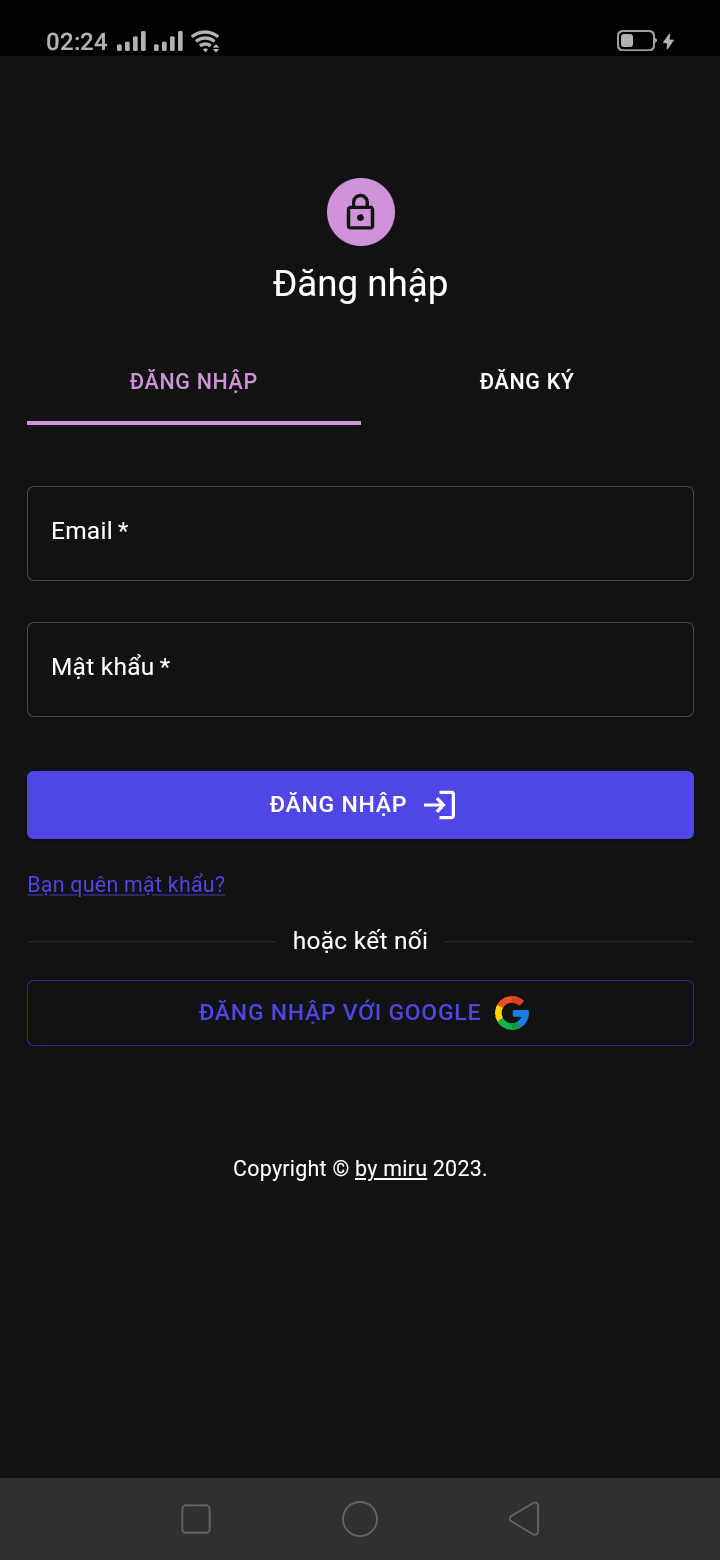 02:24
Đăng nhập
ĐĂNG NHẬP
ĐĂNG KÝ
Email *
Mật khẩu *
ĐĂNG NHẬP
Bạn quên mật khẩu?
hoặc kết nối
ĐĂNG NHẬP VỚI GOOGLE
Copyright © by miru 2023.